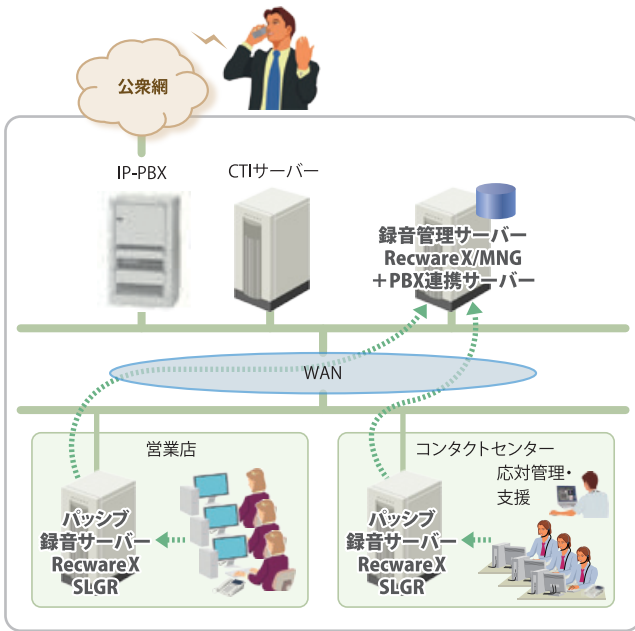 公衆網
IP-PBX
CTIサーバー
録音管理サーバー
RecwareX/MNG
＋PBX連携サーバー
WAN
営業店
パッシブ
録音サーバー
RecwareX
SLGR
コンタクトセンター
応対管理・
支援
パッシブ
録音サーバー
RecwareX
SLGR